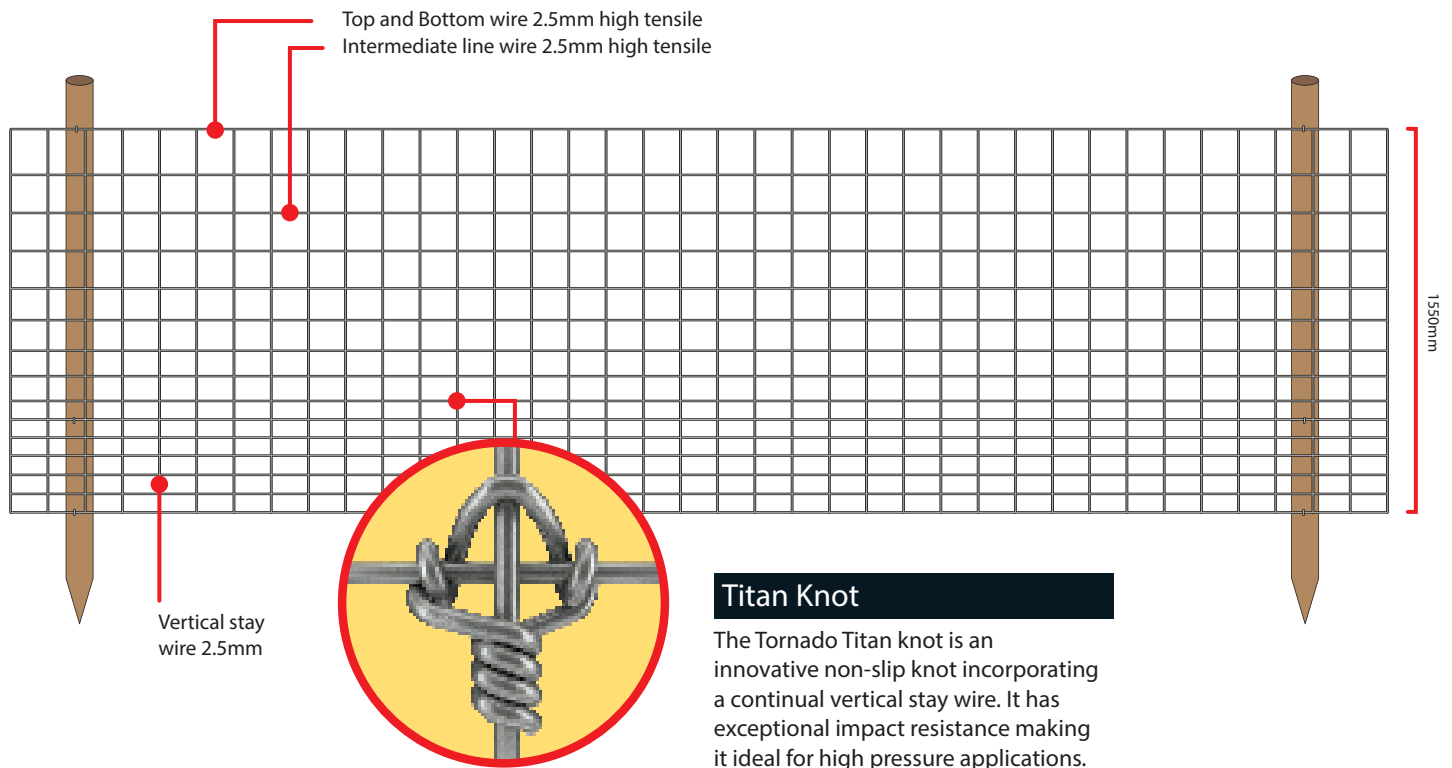 Top and Bottom wire 2.5mm high tensile
Intermediate line wire 2.5mm high tensile
1550mm
Vertical stay
wire 2.5mm
Titan Knot
The Tornado Titan knot is an
innovative non-slip knot incorporating
a continual vertical stay wire. It has
exceptional impact resistance making
it ideal for high pressure applications.